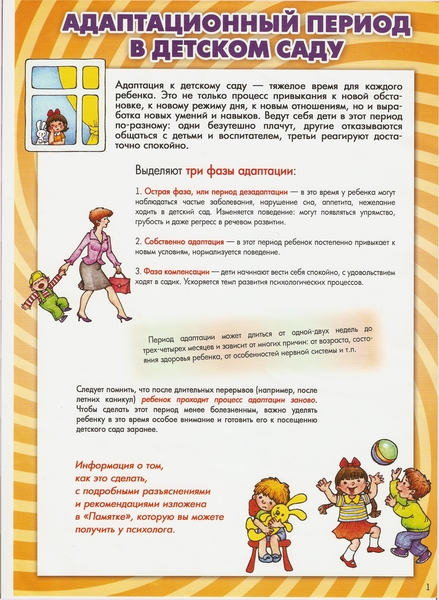 АДАПТАЦИОННЫЙ ПЕРИОД
В ДЕТСКОМ САДУ
Адаптация к детскому саду — тяжелое время для каждого
ребенка. Это не только процесс привыкания к новой обста-
новке, к новому режиму дня, к новым отношениям, но и выра-
ботка новых умений и навыков. Ведут себя дети в этот период
по-разному: одни безутешно плачут, другие отказываются
общаться с детьми и воспитателем, третьи реагируют доста-
точно спокойно.
Выделяют три фазы адаптации:
1. Острая фаза, или период дезадаптации — в это время у ребенка могут
наблюдаться частые заболевания, нарушение сна, аппетита, нежелание
ходить в детский сад. Изменяется поведение: могут появляться упрямство,
грубость и даже регресс в речевом развитии.
2. Собственно адаптация — в этот период ребенок постепенно привыкает к
новым условиям, нормализуется поведение.
3. Фаза компенсации — дети начинают вести себя спокойно, с удовольствием
ходят в садик. Ускоряется темп развития психологических процессов.
Период адаптации может длиться от одной-двух недель до
трех-четырех месяцев и зависит от многих причин: от возраста, состо-
яния здоровья ребенка, от особенностей нервной системы и т.п.
Следует помнить, что после длительных перерывов (например, после
летних каникул) ребенок проходит процесс адаптации заново.
Чтобы сделать этот период менее болезненным, важно уделять
ребенку в это время особое внимание и готовить его к посещению
детского сада заранее.
Информация о том,
как это сделать,
с подробными разъяснениями
и рекомендациями изложена
в «Памятке», которую вы можете
получить у психолога.
1